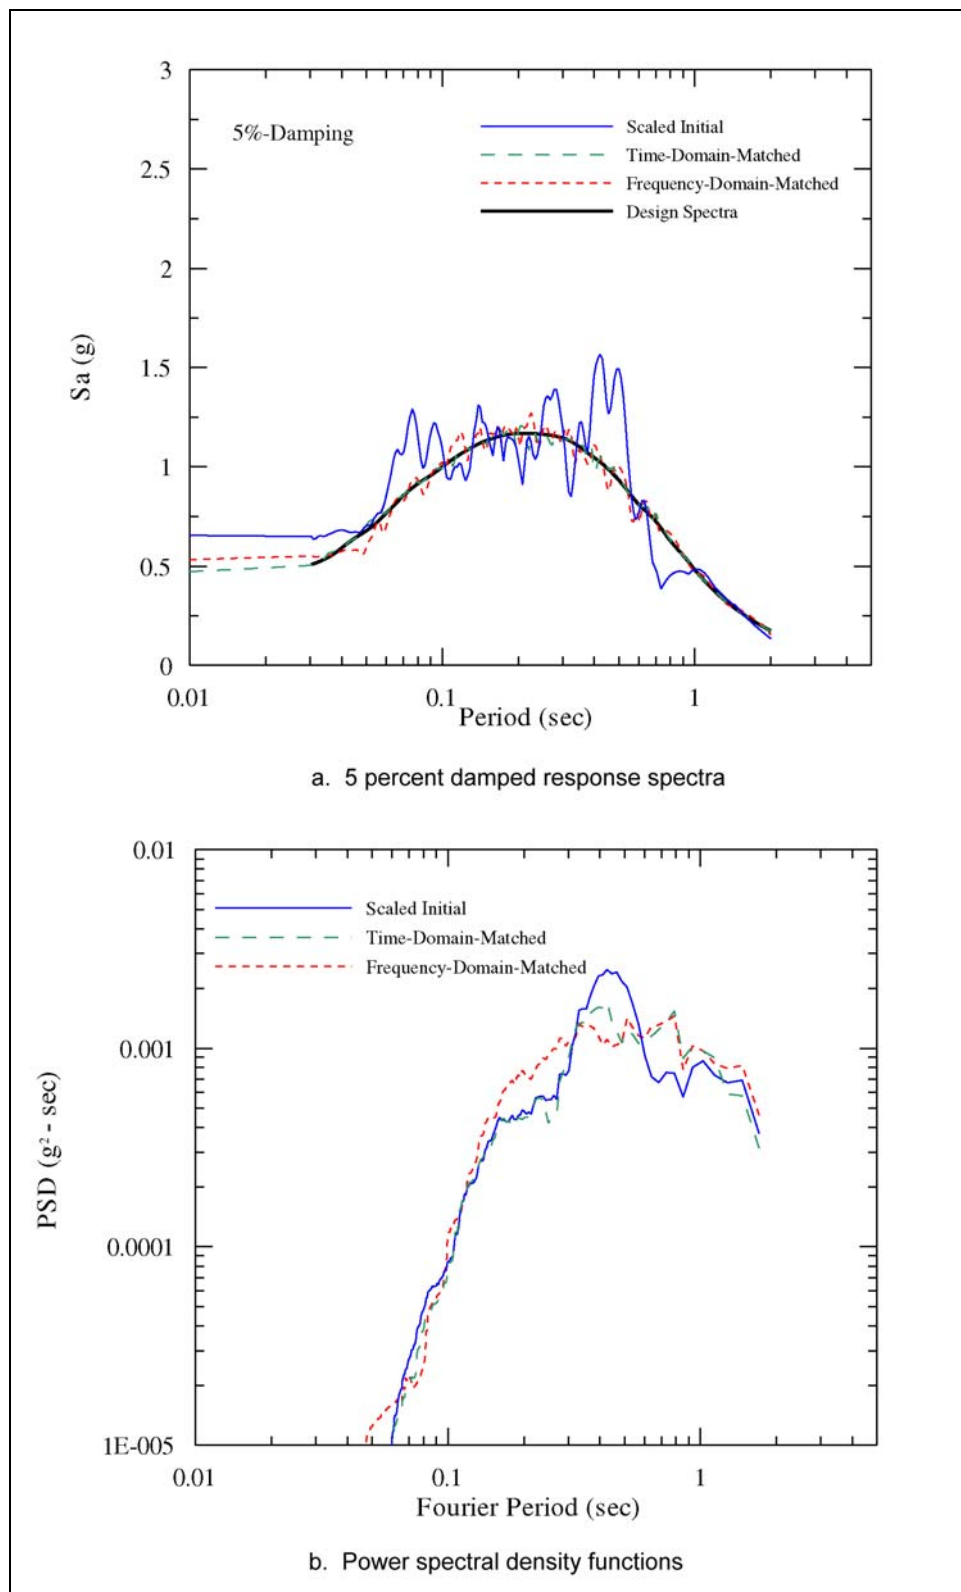 3
5%-Damping
Scaled Initial
Time-Domain-Matched
Frequency-Domain-Matched
Design Spectra
2.5
2
1.5
1
0.5
0
Sa (g)
0.01
0.1
1
Period (sec)
a. 5 percent damped response spectra
0.01
Scaled Initial
Time-Domain-Matched
Frequency-Domain-Matched
0.001
0.0001
1E-005
PSD (g² - sec)
0.01
0.1
1
Fourier Period (sec)
b. Power spectral density functions